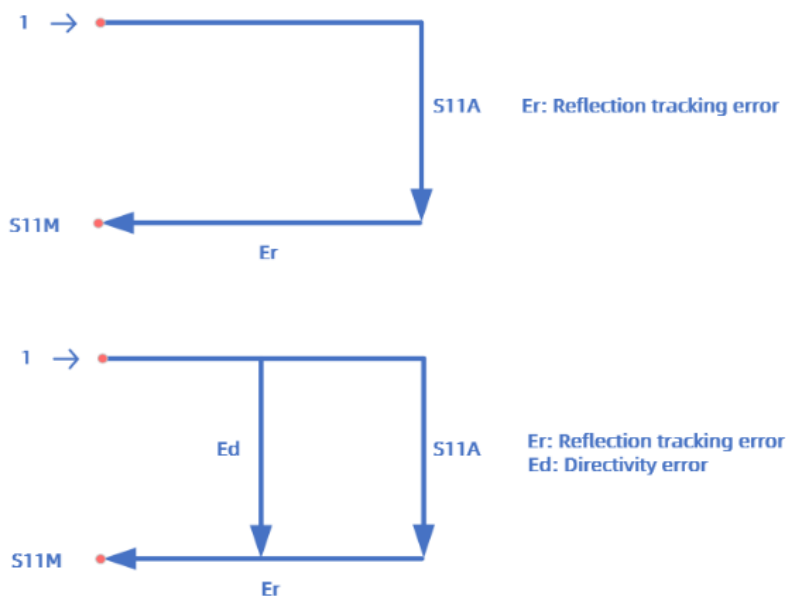 1
S11A
Er: Reflection tracking error
S11M
Er
1
Ed
S11A
Er: Reflection tracking error
Ed: Directivity error
S11M
Er